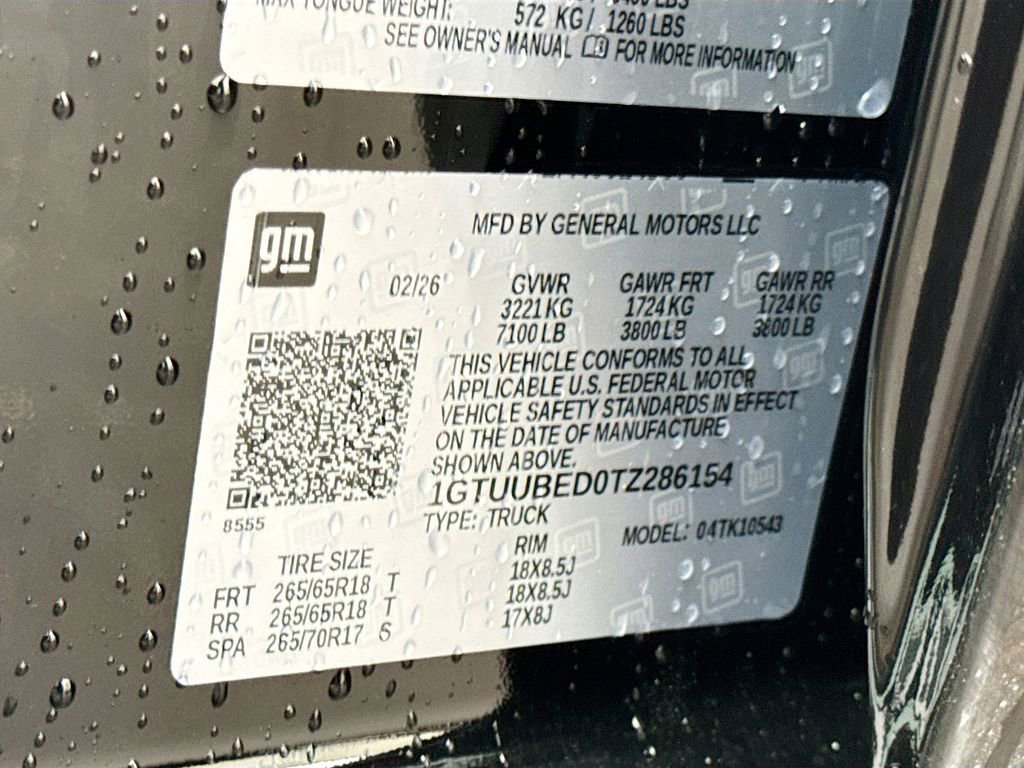 MAX TONGUE WEIGHT: 572 KG/ 1260 LBS
SEE OWNER'S MANUAL FOR MORE INFORMATION
gm
MFD BY GENERAL MOTORS LLC
02/26 GVWR GAWR FRT GAWR RR
3221 KG 1724 KG 1724 KG
7100 LB 3800 LB 3800 LB
THIS VEHICLE CONFORMS TO ALL
APPLICABLE U.S. FEDERAL MOTOR
VEHICLE SAFETY STANDARDS IN EFFECT
ON THE DATE OF MANUFACTURE
SHOWN ABOVE.
1GTUUBED0TZ286154
8555
TYPE: TRUCK MODEL: 04TK10543
TIRE SIZE RIM
FRT 265/65R18 T 18X8.5J
RR 265/65R18 T 18X8.5J
SPA 265/70R17 S 17X8J